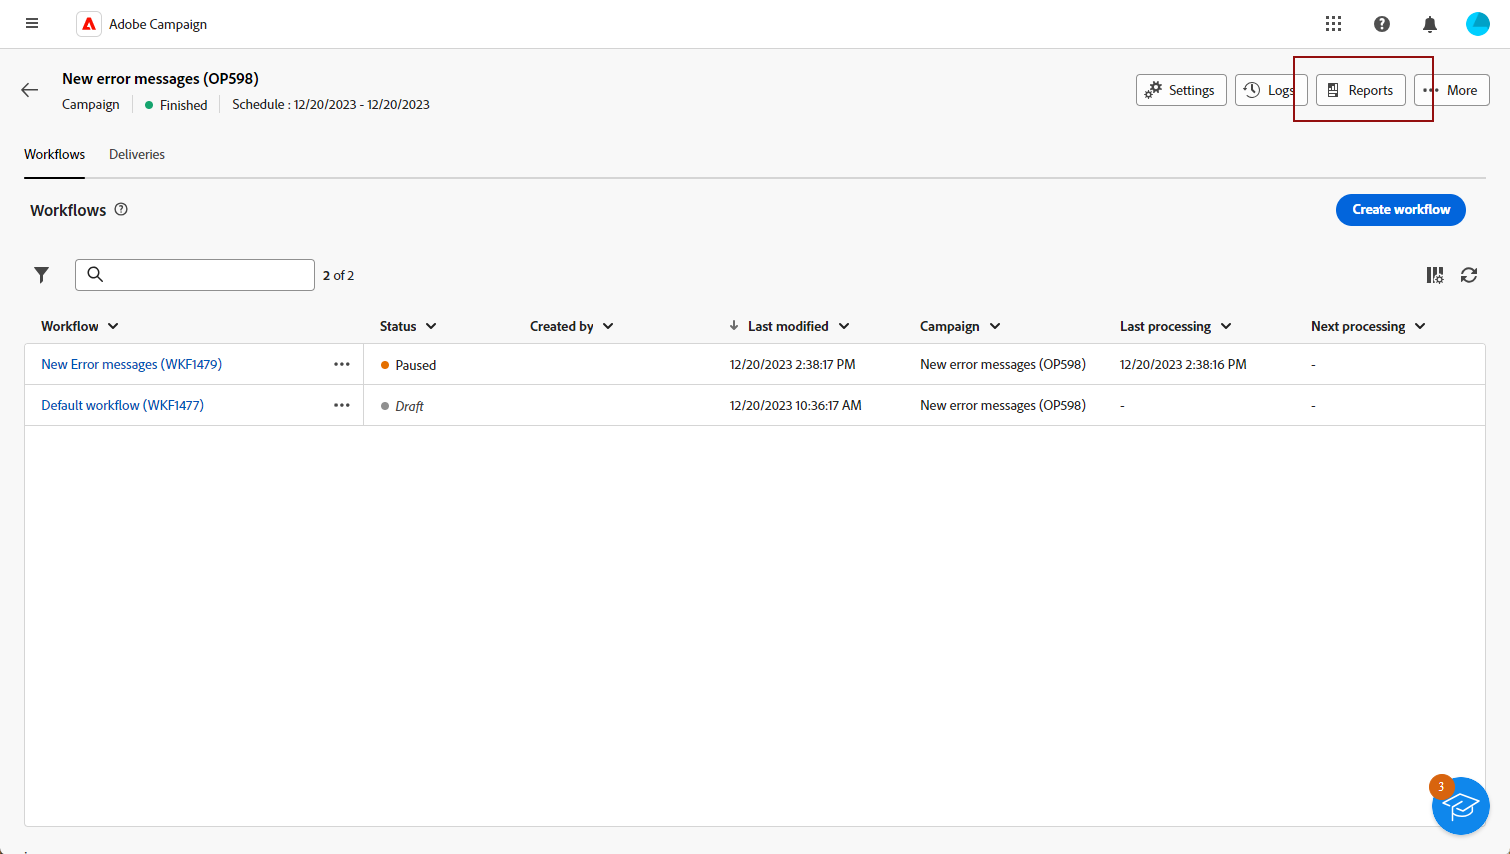 Adobe Campaign
New error messages (OP598)
Campaign Finished Schedule : 12/20/2023 - 12/20/2023
Settings Logs Reports More
Workflows Deliveries
Workflows
Create workflow
2 of 2
Workflow Status Created by Last modified Campaign Last processing Next processing
New Error messages (WKF1479) Paused 12/20/2023 2:38:17 PM New error messages (OP598) 12/20/2023 2:38:16 PM -
Default workflow (WKF1477) Draft 12/20/2023 10:36:17 AM New error messages (OP598) - -
3